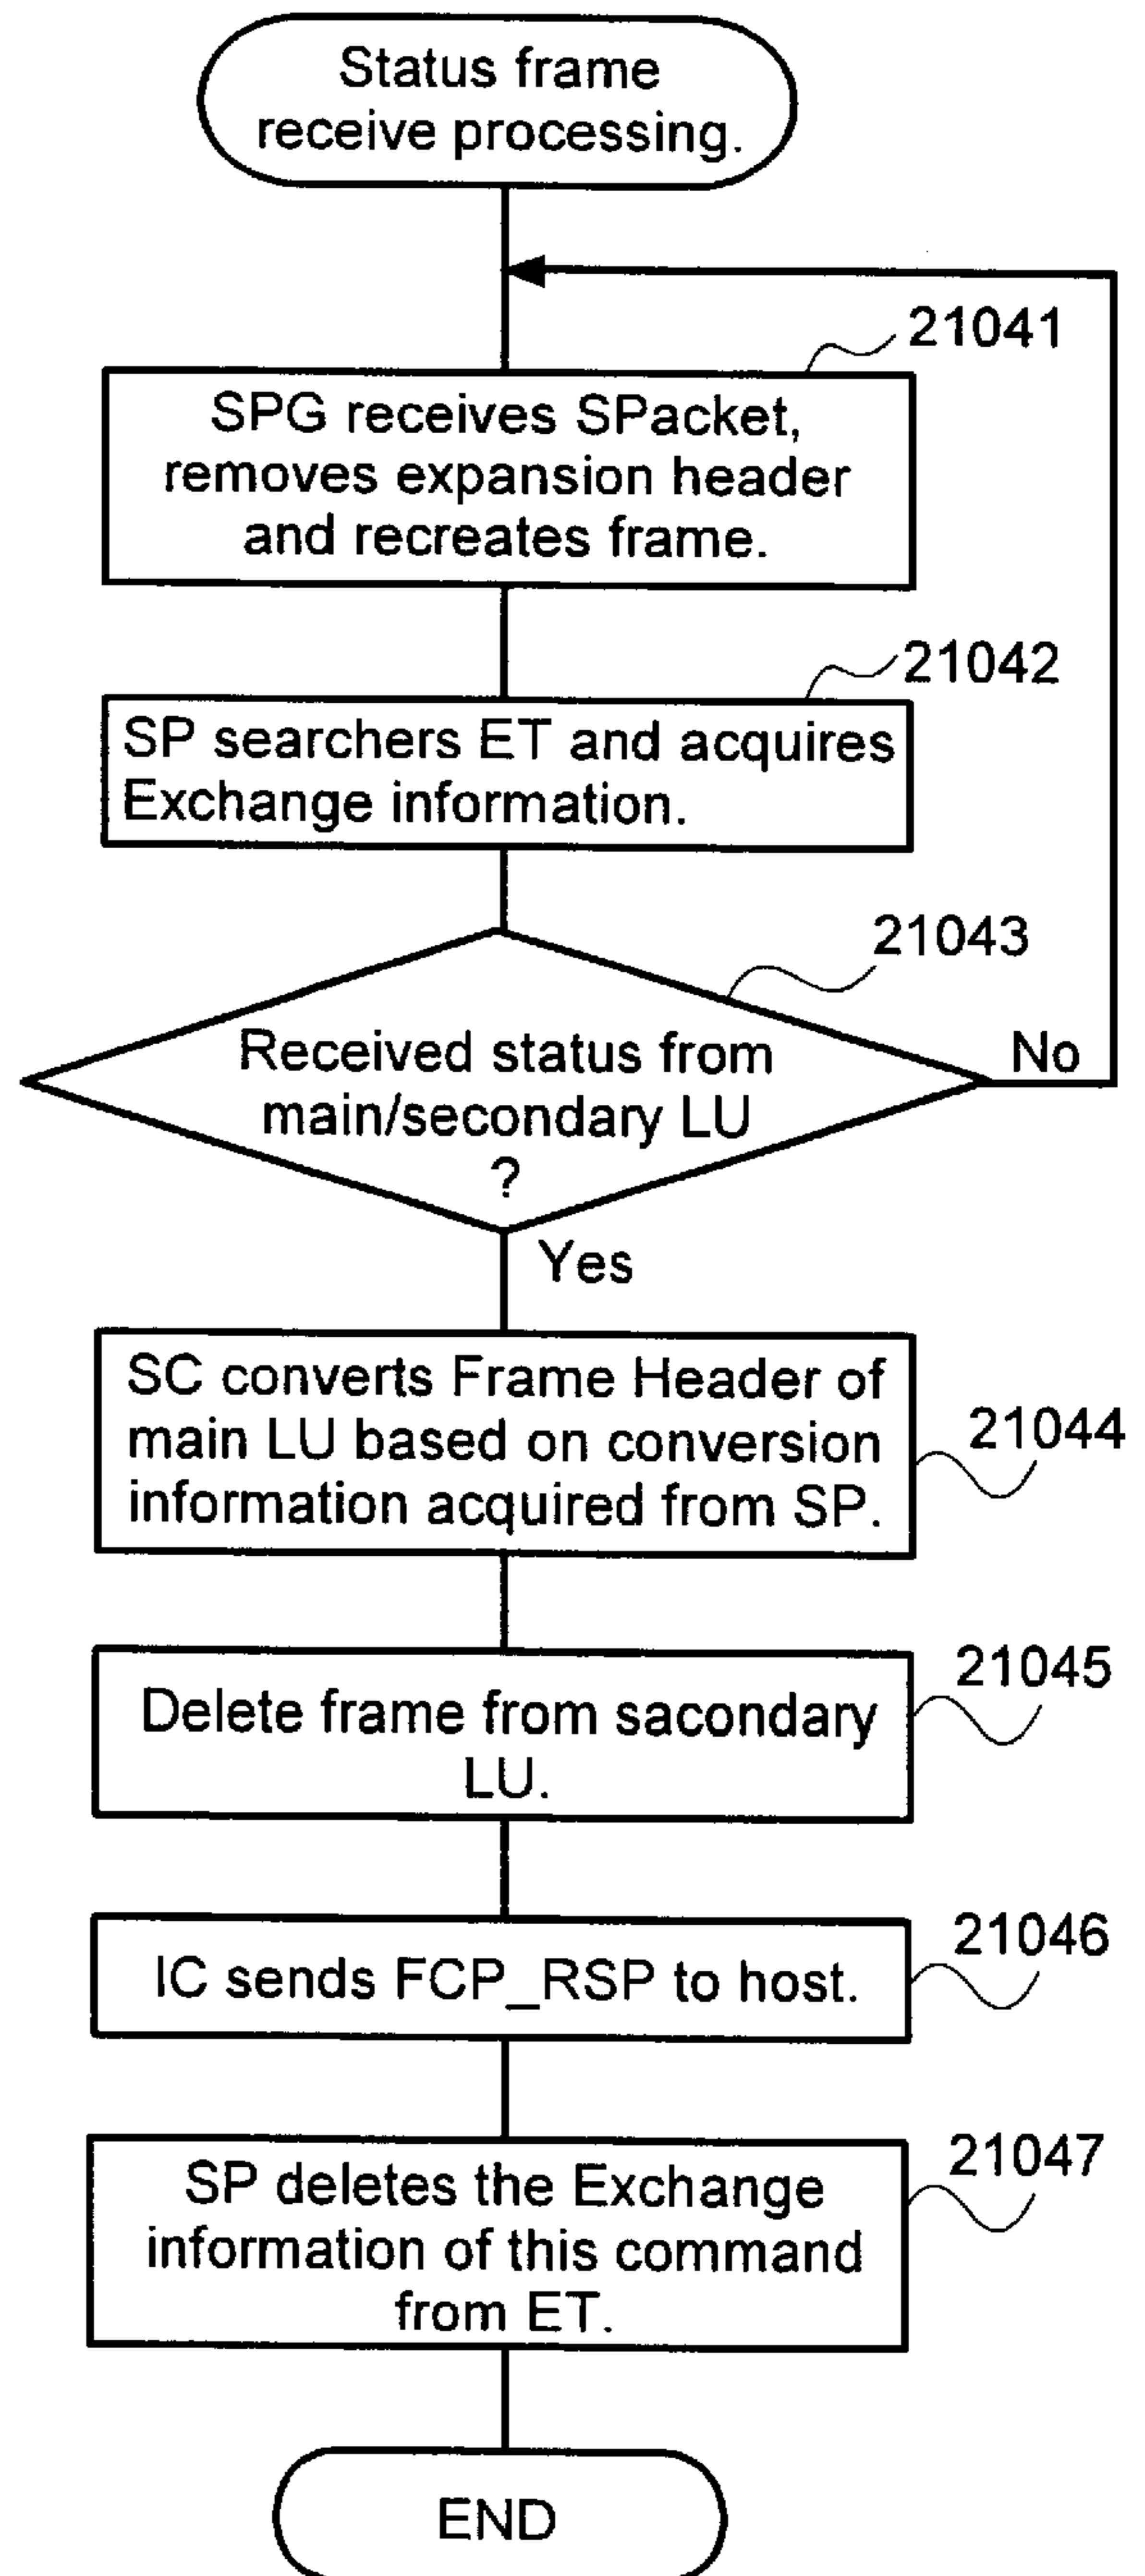 Status frame
receive processing.
21041
SPG receives SPacket,
removes expansion header
and recreates frame.
21042
SP searchers ET and acquires
Exchange information.
21043
Received status from
main/secondary LU
?
No
Yes
SC converts Frame Header of
main LU based on conversion
information acquired from SP.
21044
Delete frame from sacondary
LU.
21045
IC sends FCP_RSP to host.
21046
SP deletes the Exchange
information of this command
from ET.
21047
END